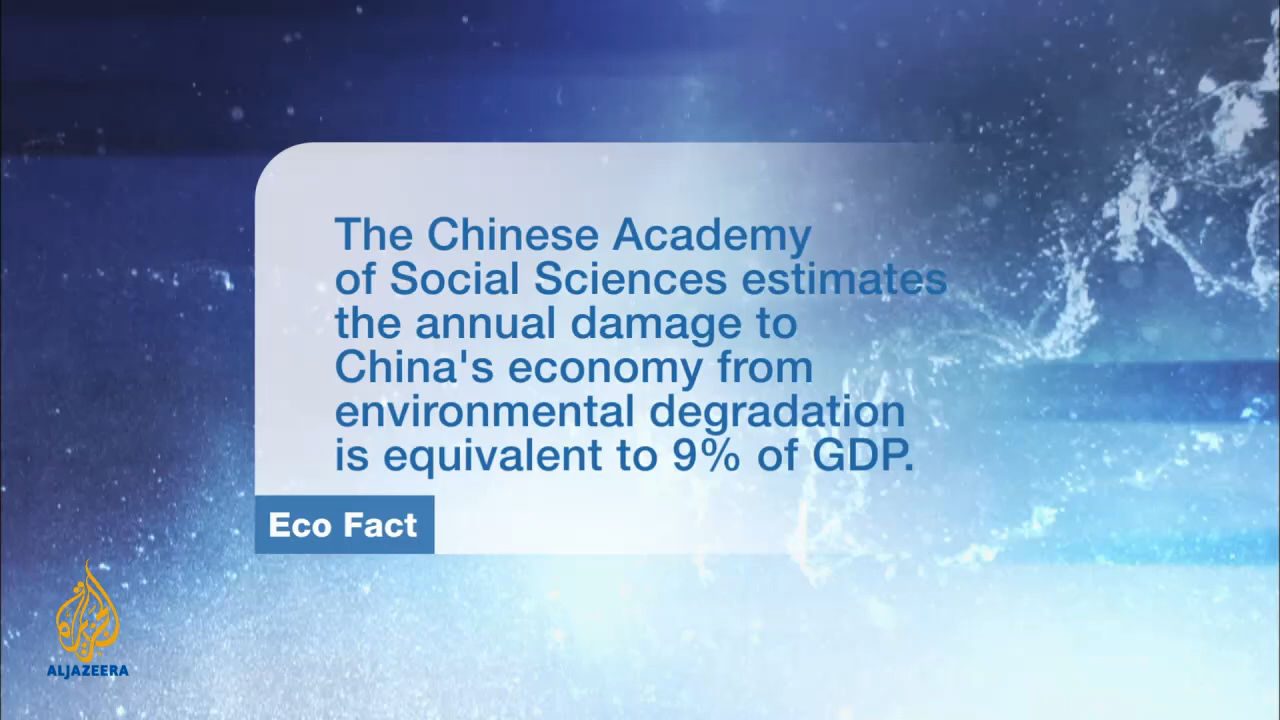 The Chinese Academy
of Social Sciences estimates
the annual damage to
China's economy from
environmental degradation
is equivalent to 9% of GDP.
Eco Fact
ALJAZEERA